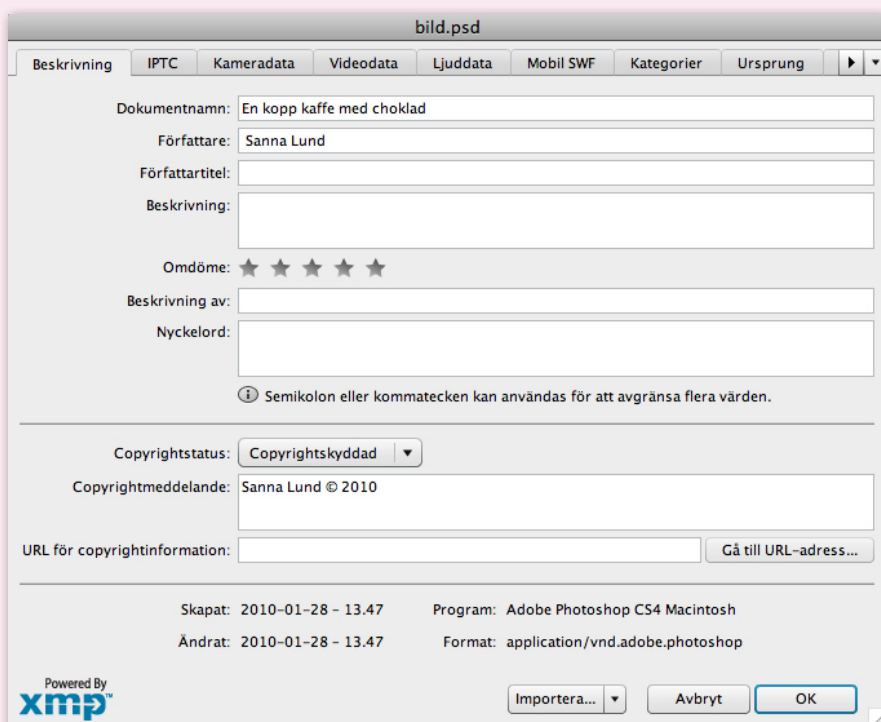 bild.psd
Beskrivning IPTC Kameradata Videodata Ljuddata Mobil SWF Kategorier Ursprung
Dokumentnamn: En kopp kaffe med choklad
Författare: Sanna Lund
Författartitel:
Beskrivning:
Omdöme:
Beskrivning av:
Nyckelord:
Semikolon eller kommatecken kan användas för att avgränsa flera värden.
Copyrightstatus: Copyrightskyddad
Copyrightmeddelande: Sanna Lund © 2010
URL för copyrightinformation: Gå till URL-adress...
Skapat: 2010-01-28 - 13.47 Program: Adobe Photoshop CS4 Macintosh
Ändrat: 2010-01-28 - 13.47 Format: application/vnd.adobe.photoshop
Powered By
xmp™
Importera... Avbryt OK